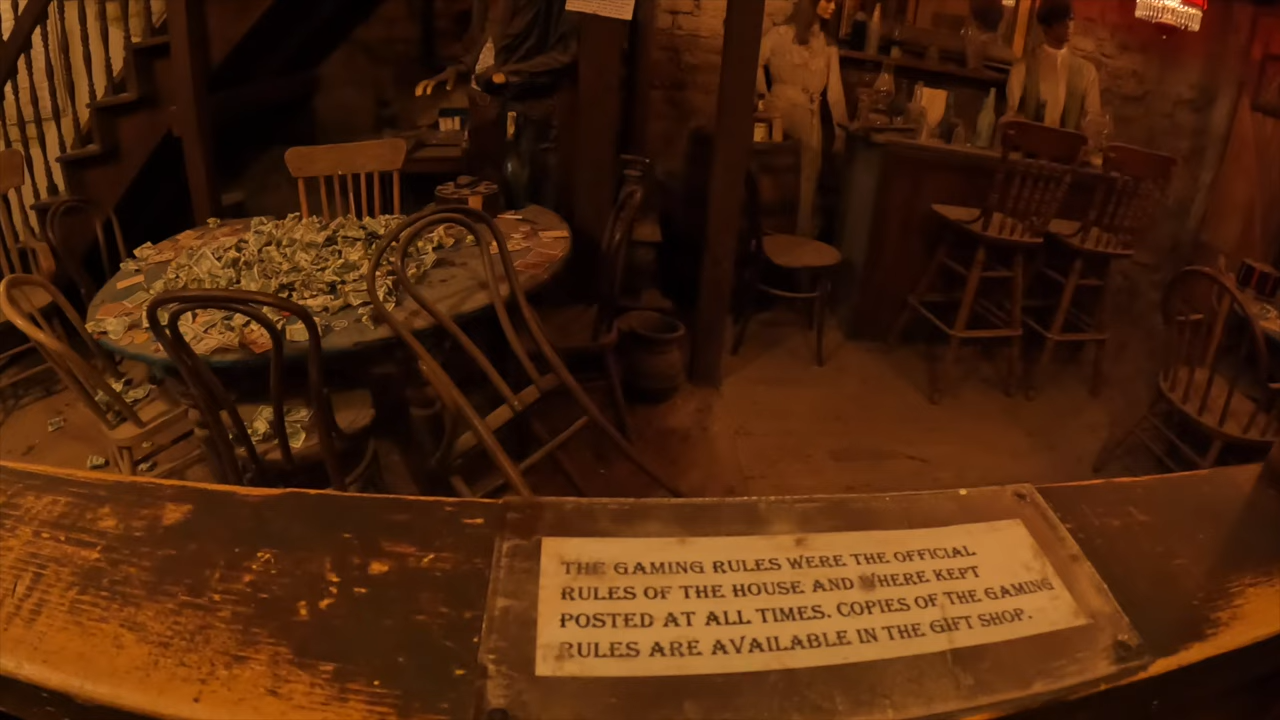 THE GAMING RULES WERE THE OFFICIAL
RULES OF THE HOUSE AND WHERE KEPT
POSTED AT ALL TIMES. COPIES OF THE GAMING
RULES ARE AVAILABLE IN THE GIFT SHOP.